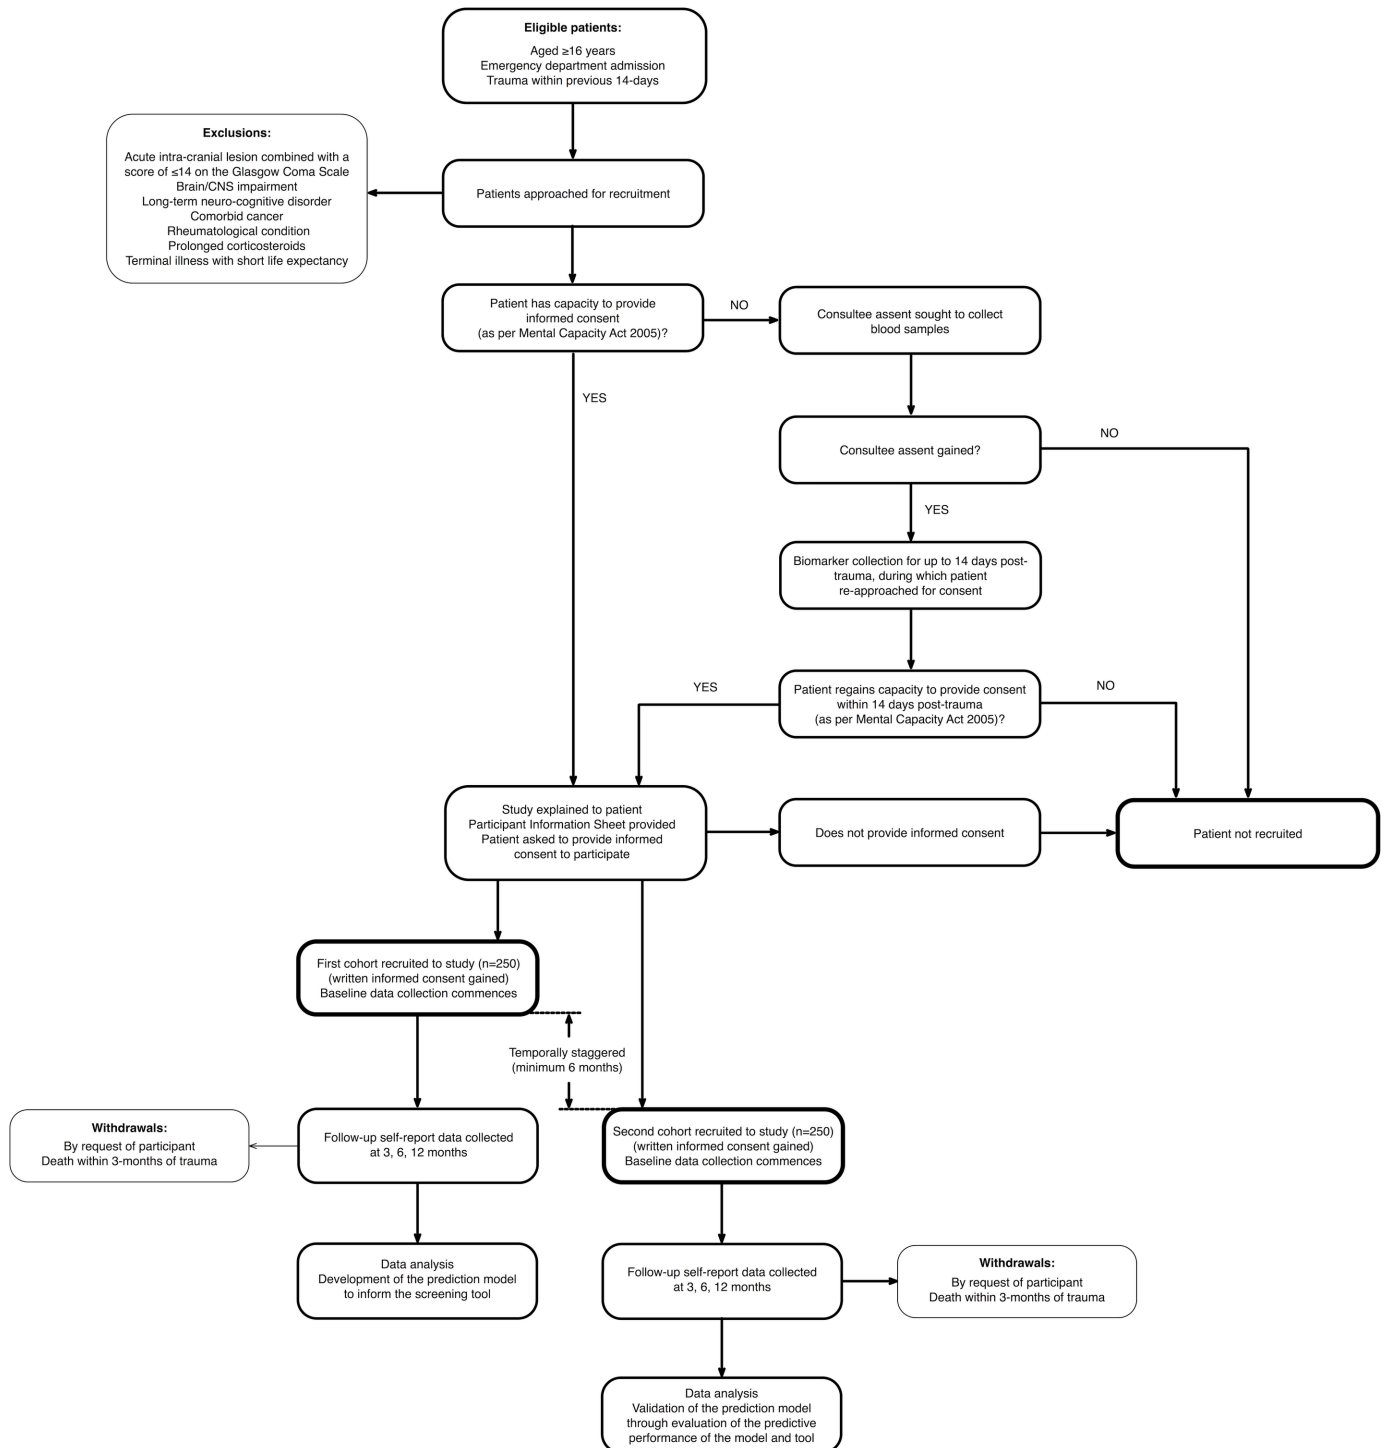 Eligible patients:
Aged ≥16 years
Emergency department admission
Trauma within previous 14-days
Exclusions:
Acute intra-cranial lesion combined with a
score of ≤14 on the Glasgow Coma Scale
Brain/CNS impairment
Long-term neuro-cognitive disorder
Comorbid cancer
Rheumatological condition
Prolonged corticosteroids
Terminal illness with short life expectancy
Patients approached for recruitment
Patient has capacity to provide
informed consent
(as per Mental Capacity Act 2005)?
NO
Consultee assent sought to collect
blood samples
YES
Consultee assent gained?
NO
YES
Biomarker collection for up to 14 days post-
trauma, during which patient
re-approached for consent
YES
Patient regains capacity to provide consent
within 14 days post-trauma
(as per Mental Capacity Act 2005)?
NO
Study explained to patient
Participant Information Sheet provided
Patient asked to provide informed
consent to participate
Does not provide informed consent
Patient not recruited
First cohort recruited to study (n=250)
(written informed consent gained)
Baseline data collection commences
Temporally staggered
(minimum 6 months)
Withdrawals:
By request of participant
Death within 3-months of trauma
Follow-up self-report data collected
at 3, 6, 12 months
Second cohort recruited to study (n=250)
(written informed consent gained)
Baseline data collection commences
Data analysis
Development of the prediction model
to inform the screening tool
Follow-up self-report data collected
at 3, 6, 12 months
Withdrawals:
By request of participant
Death within 3-months of trauma
Data analysis
Validation of the prediction model
through evaluation of the predictive
performance of the model and tool